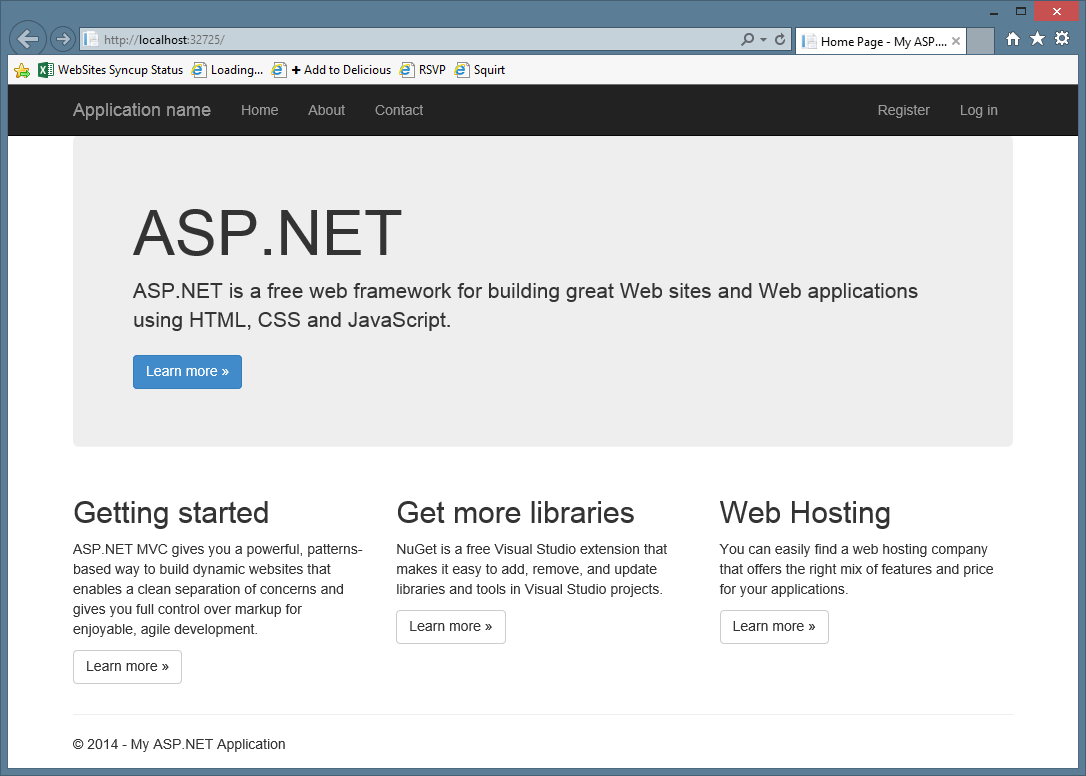 http://localhost:32725/
Home Page - My ASP....
WebSites Syncup Status Loading... + Add to Delicious RSVP Squirt
Application name Home About Contact Register Log in
ASP.NET
ASP.NET is a free web framework for building great Web sites and Web applications
using HTML, CSS and JavaScript.
Learn more »
Getting started
ASP.NET MVC gives you a powerful, patterns-
based way to build dynamic websites that
enables a clean separation of concerns and
gives you full control over markup for
enjoyable, agile development.
Learn more »
Get more libraries
NuGet is a free Visual Studio extension that
makes it easy to add, remove, and update
libraries and tools in Visual Studio projects.
Learn more »
Web Hosting
You can easily find a web hosting company
that offers the right mix of features and price
for your applications.
Learn more »
© 2014 - My ASP.NET Application